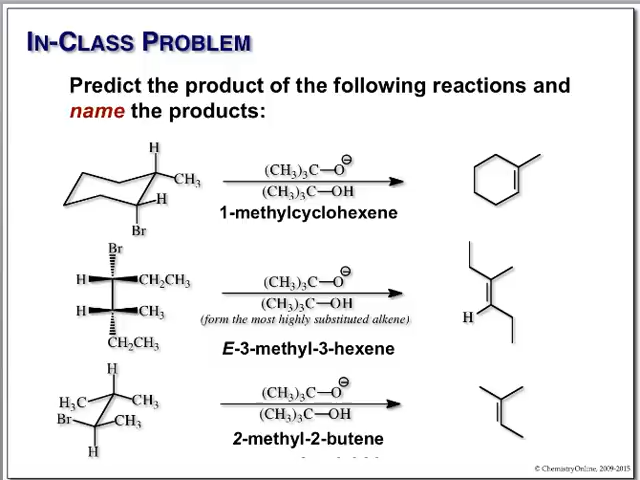 IN-CLASS PROBLEM
Predict the product of the following reactions and
name the products:
H
CH3
H
Br
(CH3)3C—O⊖
(CH3)3C—OH
1-methylcyclohexene
Br
H CH2CH3
H CH3
CH2CH3
(CH3)3C—O⊖
(CH3)3C—OH
(form the most highly substituted alkene)
E-3-methyl-3-hexene
H
H
H3C CH3
Br CH3
H
(CH3)3C—O⊖
(CH3)3C—OH
2-methyl-2-butene
© ChemistryOnline, 2009-2015